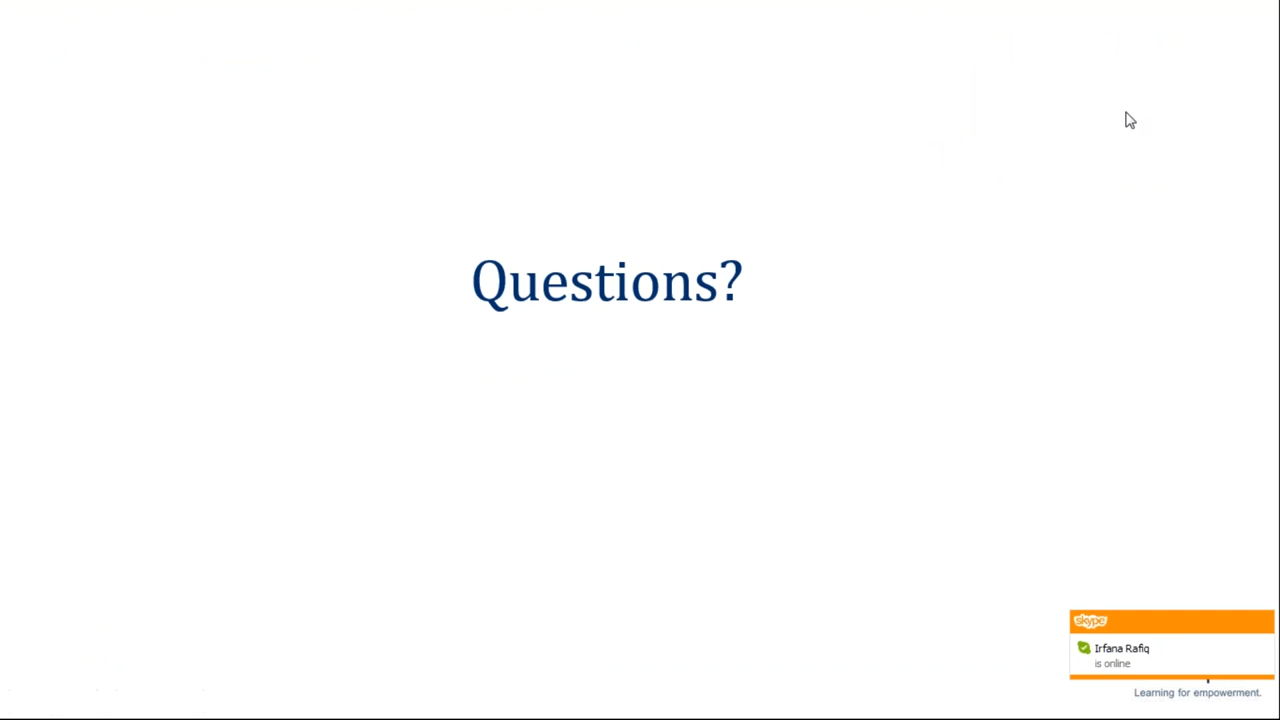 Questions?
skype
Irfana Rafiq
is online
Learning for empowerment.